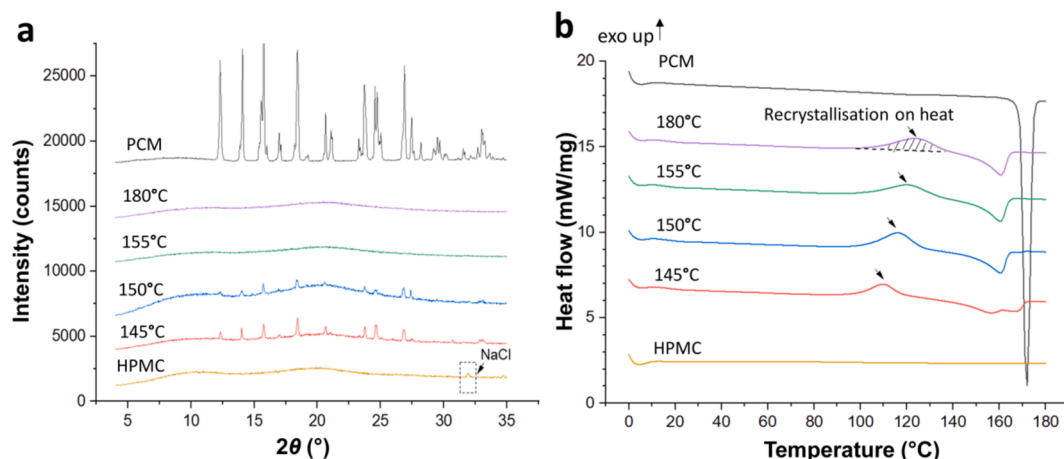 a
Intensity (counts)
25000
20000
15000
10000
5000
0
PCM
180°C
155°C
150°C
145°C
HPMC
NaCl
5
10
15
20
25
30
35
2θ (°)
b
exo up
Heat flow (mW/mg)
20
15
10
5
0
PCM
Recrystallisation on heat
180°C
155°C
150°C
145°C
HPMC
0 20 40 60 80 100 120 140 160 180
Temperature (°C)